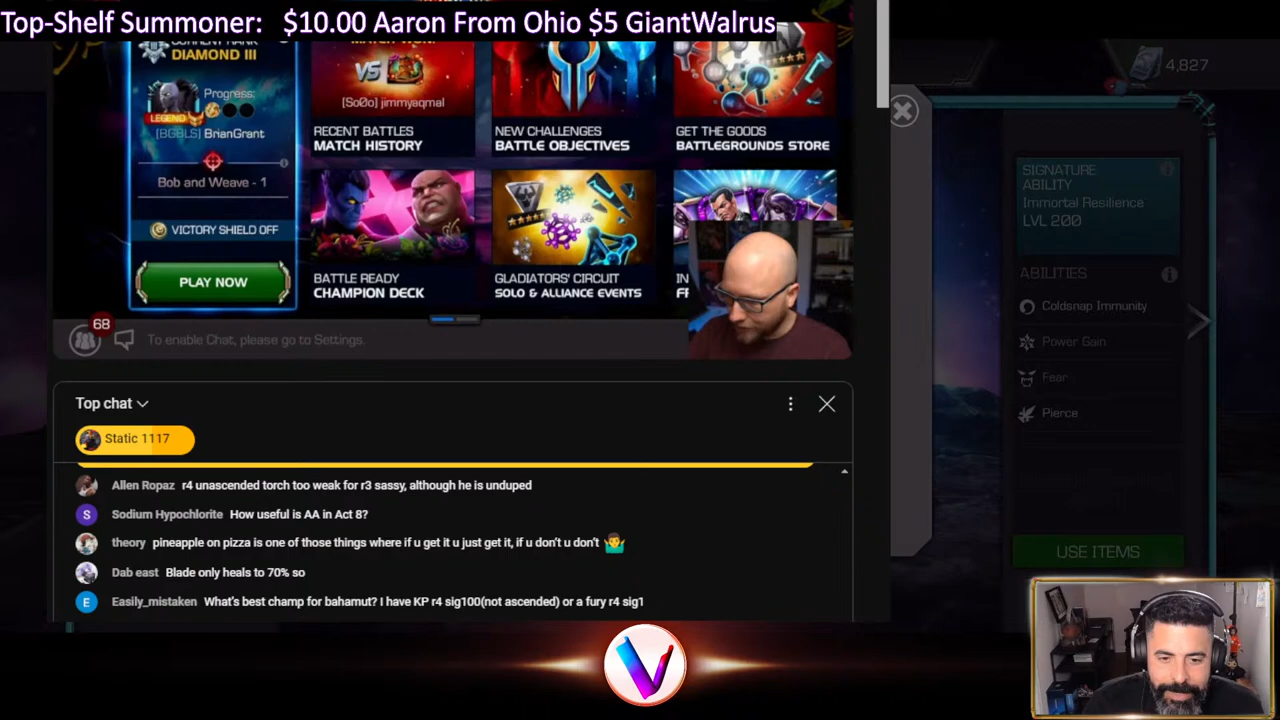 Top-Shelf Summoner: $10.00 Aaron From Ohio $5 GiantWalrus
4,827
DIAMOND III
Progress:
LEGEND
[BGBLS] BrianGrant
Bob and Weave - 1
VICTORY SHIELD OFF
PLAY NOW
MATCH WON!
VS
[So0o] jimmyaqmal
RECENT BATTLES
MATCH HISTORY
NEW CHALLENGES
BATTLE OBJECTIVES
GET THE GOODS
BATTLEGROUNDS STORE
BATTLE READY
CHAMPION DECK
GLADIATORS' CIRCUIT
SOLO & ALLIANCE EVENTS
68
To enable Chat, please go to Settings.
SIGNATURE
ABILITY
Immortal Resilience
LVL 200
ABILITIES
Coldsnap Immunity
Power Gain
Fear
Pierce
USE ITEMS
Top chat
Static 1117
Allen Ropaz r4 unascended torch too weak for r3 sassy, although he is unduped
S Sodium Hypochlorite How useful is AA in Act 8?
theory pineapple on pizza is one of those things where if u get it u just get it, if u don't u don't 🤷‍♂️
Dab east Blade only heals to 70% so
E Easily_mistaken What's best champ for bahamut? I have KP r4 sig100(not ascended) or a fury r4 sig1